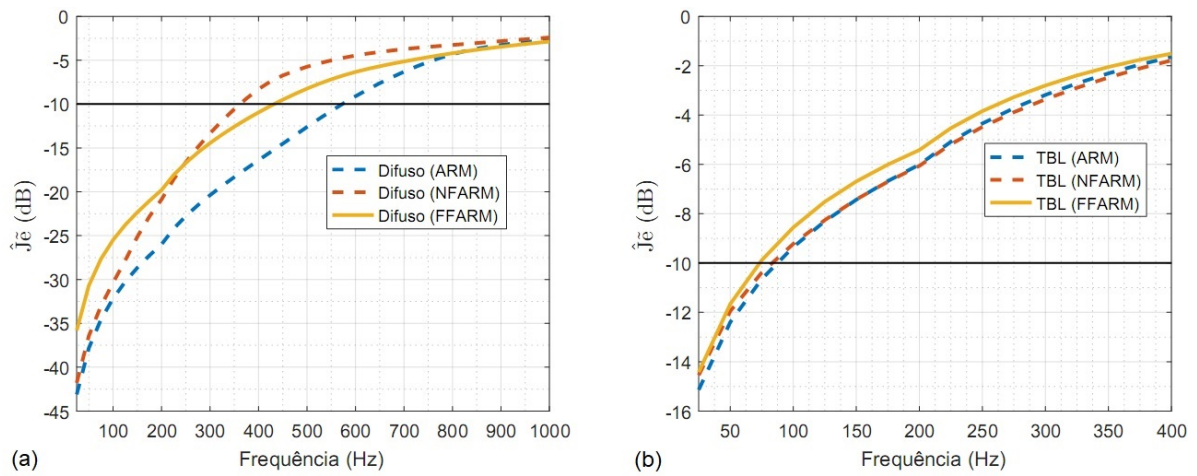 0
-5
-10
-15
-20
-25
-30
-35
-40
-45
Ĵẽ (dB)
100 200 300 400 500 600 700 800 900 1000
Frequência (Hz)
Difuso (ARM)
Difuso (NFARM)
Difuso (FFARM)
(a)
0
-2
-4
-6
-8
-10
-12
-14
-16
Ĵẽ (dB)
50 100 150 200 250 300 350 400
Frequência (Hz)
TBL (ARM)
TBL (NFARM)
TBL (FFARM)
(b)